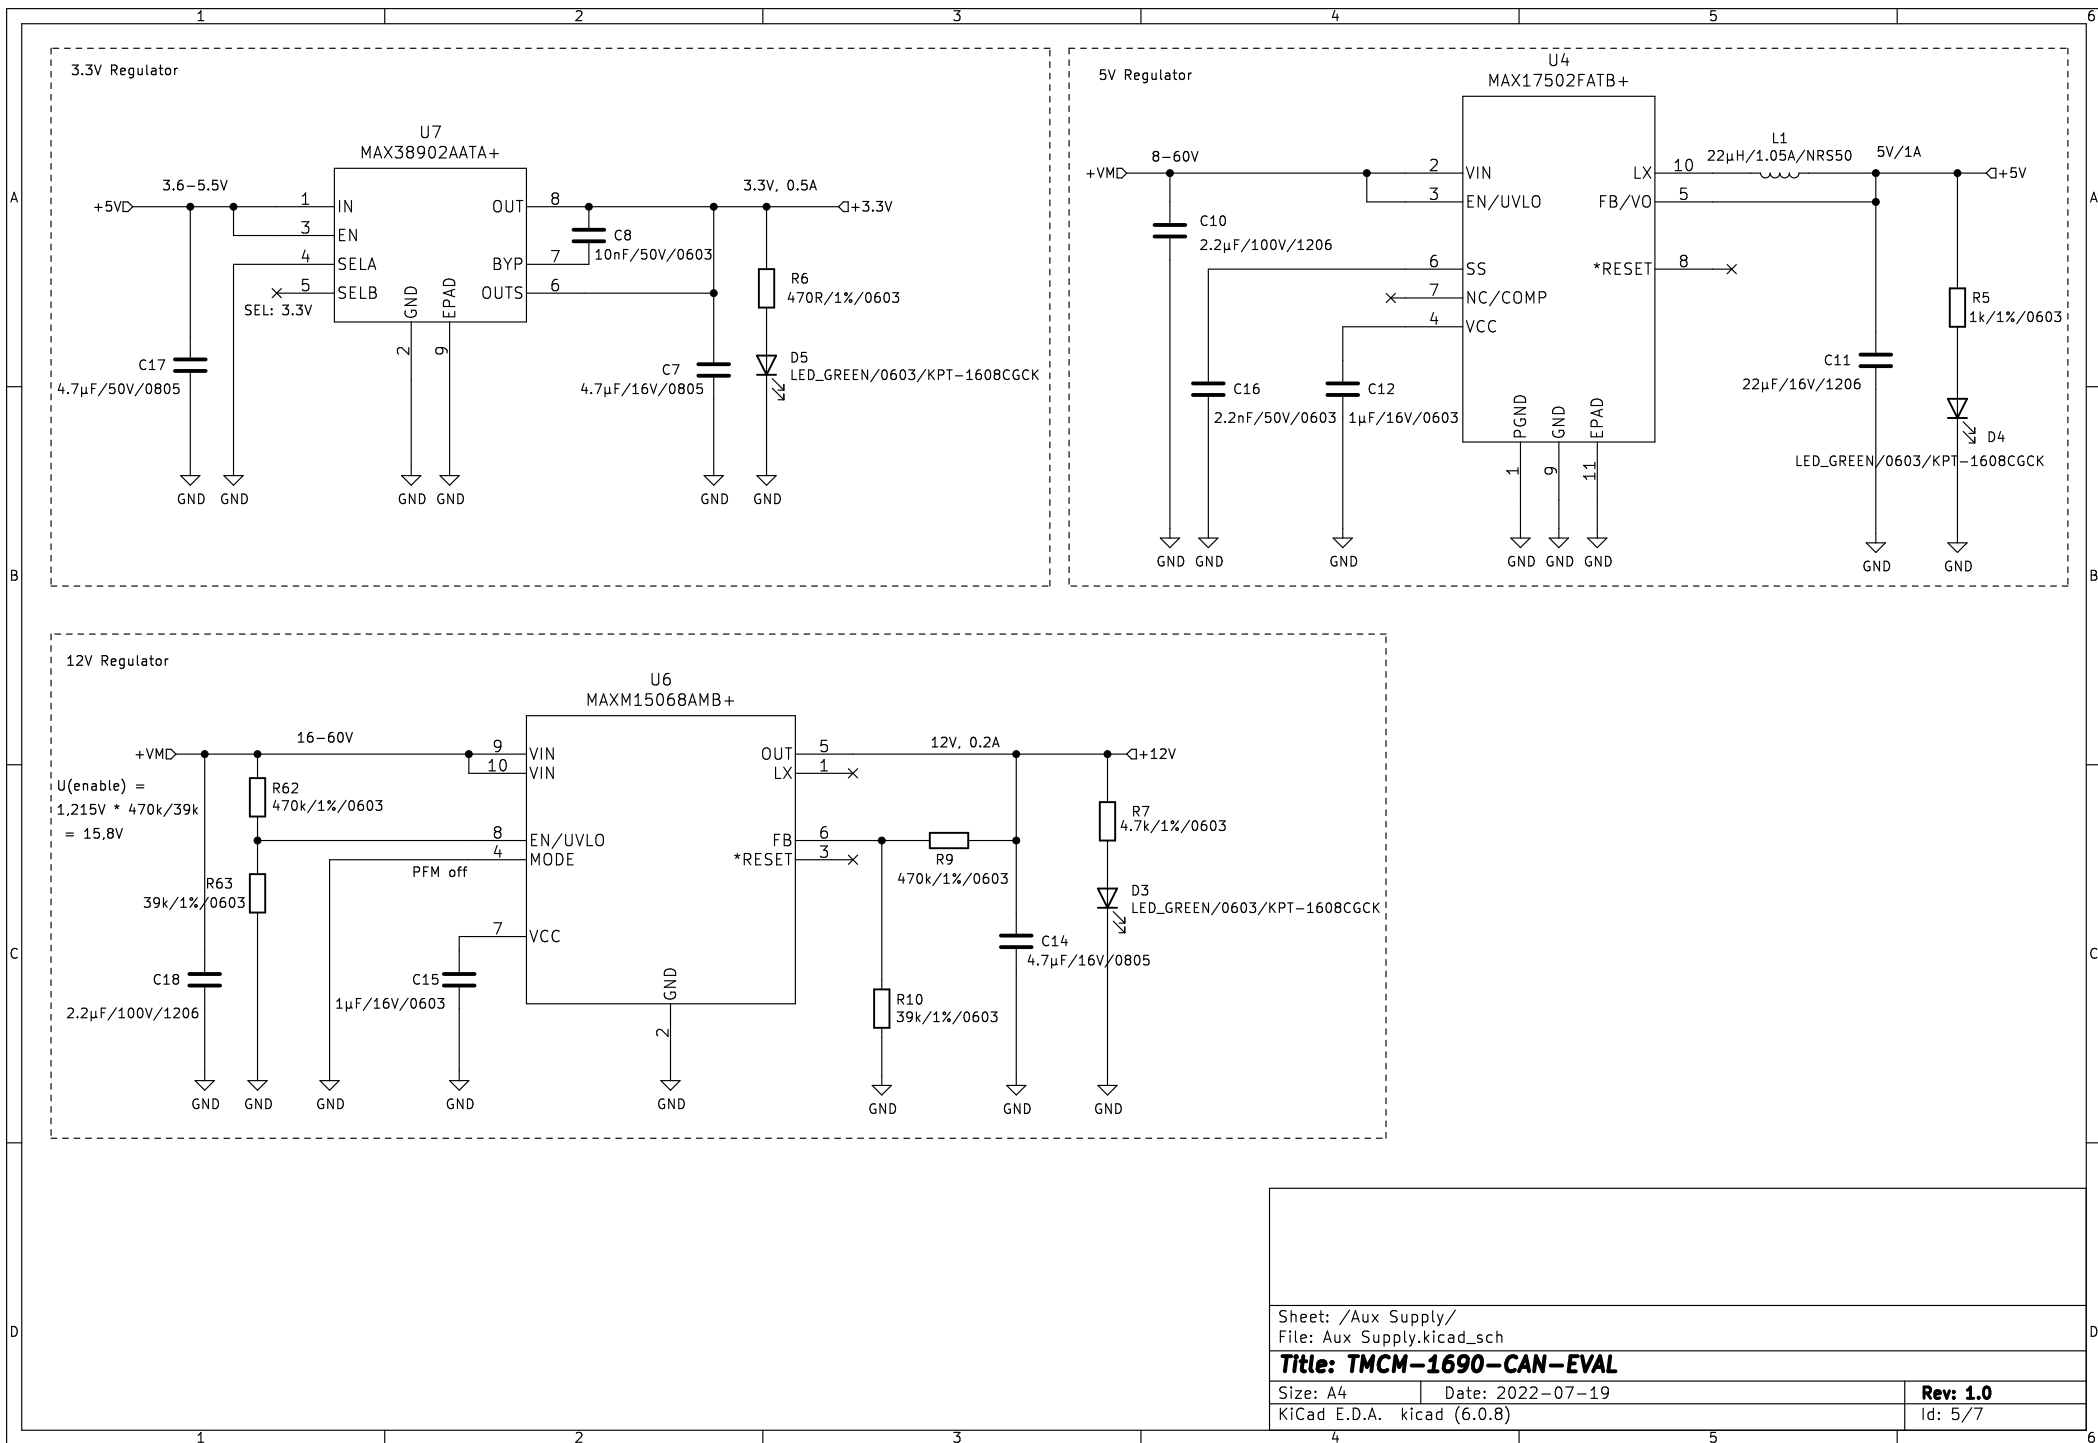 1 2 3 4 5 6
A
B
C
D
3.3V Regulator
U7
MAX38902AATA+
3.6-5.5V
+5V
1 IN
3 EN
4 SELA
5 SELB
SEL: 3.3V
GND 2
EPAD 9
OUT 8
BYP 7
OUTS 6
3.3V, 0.5A
+3.3V
C8
10nF/50V/0603
R6
470R/1%/0603
C17
4.7µF/50V/0805
C7
4.7µF/16V/0805
D5
LED_GREEN/0603/KPT-1608CGCK
GND GND GND GND GND GND
5V Regulator
U4
MAX17502FATB+
8-60V
+VM
2 VIN
3 EN/UVLO
6 SS
7 NC/COMP
4 VCC
LX 10
FB/VO 5
*RESET 8
PGND 1
GND 9
EPAD 11
L1
22µH/1.05A/NRS50
5V/1A
+5V
C10
2.2µF/100V/1206
C16
2.2nF/50V/0603
C12
1µF/16V/0603
R5
1k/1%/0603
C11
22µF/16V/1206
D4
LED_GREEN/0603/KPT-1608CGCK
GND GND GND GND GND GND GND GND
12V Regulator
U6
MAXM15068AMB+
+VM
16-60V
U(enable) =
1,215V * 470k/39k
= 15,8V
R62
470k/1%/0603
R63
39k/1%/0603
C18
2.2µF/100V/1206
PFM off
C15
1µF/16V/0603
9 VIN
10 VIN
8 EN/UVLO
4 MODE
7 VCC
GND 2
OUT 5
LX 1
FB 6
*RESET 3
12V, 0.2A
+12V
R9
470k/1%/0603
R10
39k/1%/0603
R7
4.7k/1%/0603
D3
LED_GREEN/0603/KPT-1608CGCK
C14
4.7µF/16V/0805
GND GND GND GND GND GND GND GND
Sheet: /Aux Supply/
File: Aux Supply.kicad_sch
Title: TMCM-1690-CAN-EVAL
Size: A4 Date: 2022-07-19 Rev: 1.0
KiCad E.D.A. kicad (6.0.8) Id: 5/7
A
B
C
D
1 2 3 4 5 6